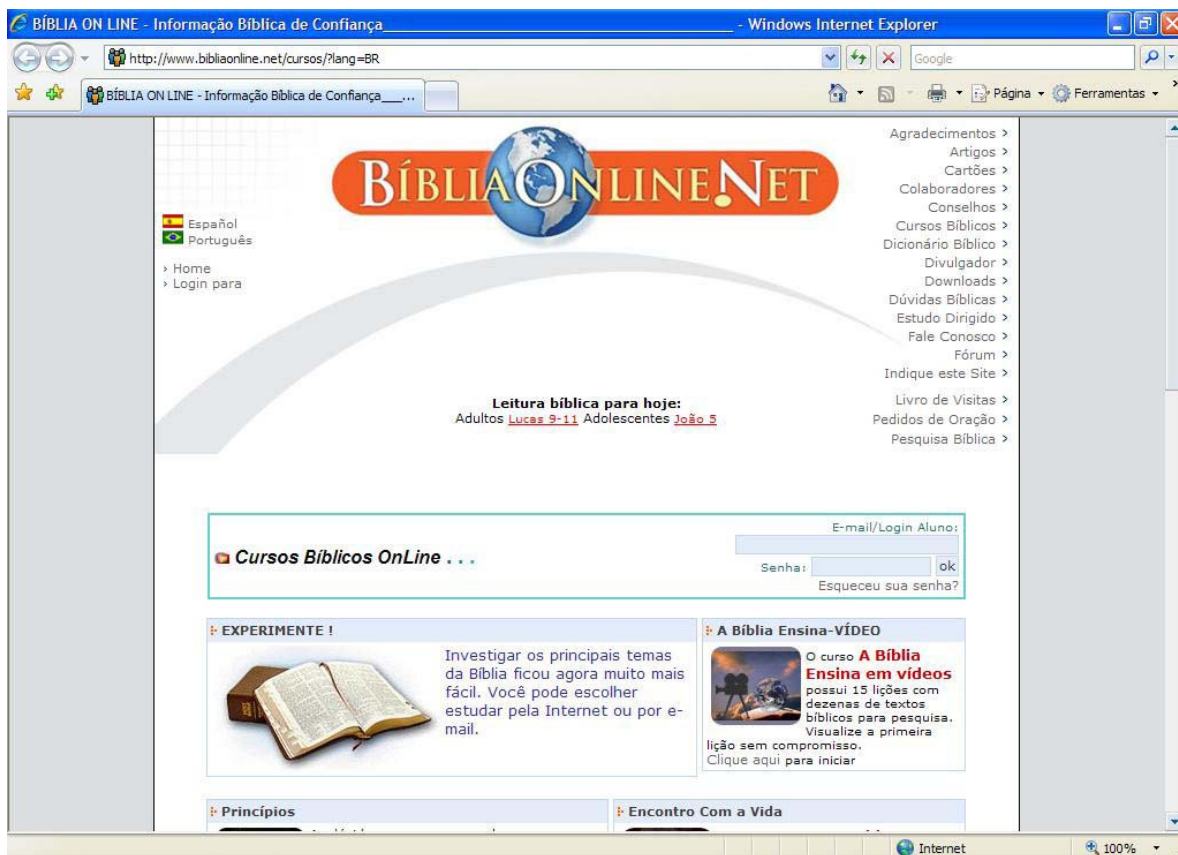 BÍBLIA ON LINE - Informação Bíblica de Confiança___________________________________________ - Windows Internet Explorer
http://www.bibliaonline.net/cursos/?lang=BR
Google
BÍBLIA ON LINE - Informação Bíblica de Confiança___...
Página
Ferramentas
BÍBLIAONLINE.NET
Español
Português
› Home
› Login para
Agradecimentos >
Artigos >
Cartões >
Colaboradores >
Conselhos >
Cursos Bíblicos >
Dicionário Bíblico >
Divulgador >
Downloads >
Dúvidas Bíblicas >
Estudo Dirigido >
Fale Conosco >
Fórum >
Indique este Site >
Livro de Visitas >
Pedidos de Oração >
Pesquisa Bíblica >
Leitura bíblica para hoje:
Adultos Lucas 9-11 Adolescentes João 5
Cursos Bíblicos OnLine . . .
E-mail/Login Aluno:
Senha:
ok
Esqueceu sua senha?
EXPERIMENTE !
Investigar os principais temas
da Bíblia ficou agora muito mais
fácil. Você pode escolher
estudar pela Internet ou por e-
mail.
A Bíblia Ensina-VÍDEO
O curso A Bíblia
Ensina em vídeos
possui 15 lições com
dezenas de textos
bíblicos para pesquisa.
Visualize a primeira
lição sem compromisso.
Clique aqui para iniciar
Princípios
Encontro Com a Vida
Internet
100%